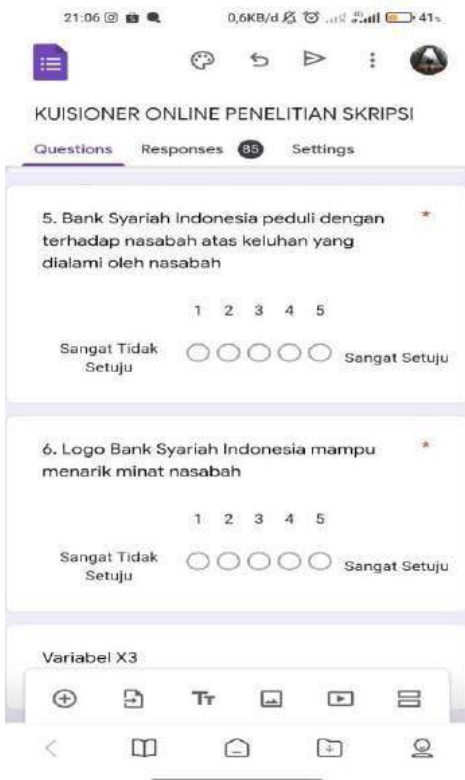 21:06 0,6KB/d 4G 41%
KUISIONER ONLINE PENELITIAN SKRIPSI
Questions Responses 85 Settings
5. Bank Syariah Indonesia peduli dengan *
terhadap nasabah atas keluhan yang
dialami oleh nasabah
1 2 3 4 5
Sangat Tidak
Setuju
Sangat Setuju
6. Logo Bank Syariah Indonesia mampu *
menarik minat nasabah
1 2 3 4 5
Sangat Tidak
Setuju
Sangat Setuju
Variabel X3
Tт